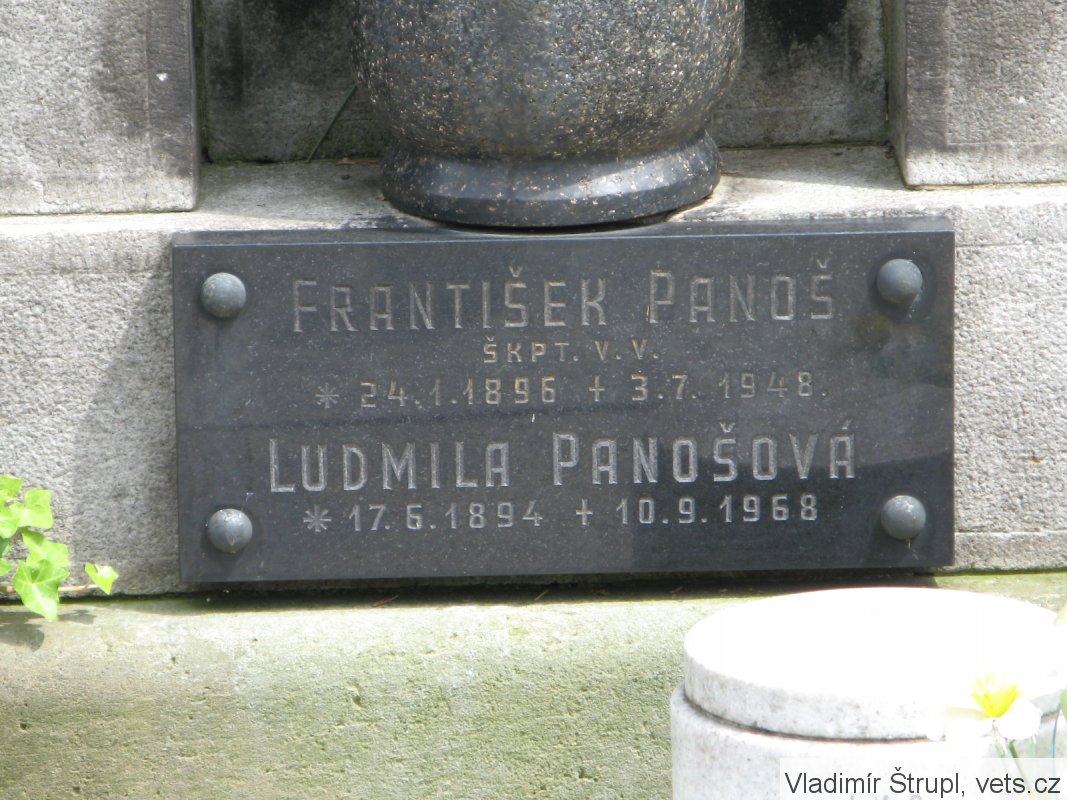 František Panoš
ŠKPT. V. V.
* 24.1.1896 + 3.7.1948.
Ludmila Panošová
* 17.6.1894 + 10.9.1968
Vladimír Štrupl, vets.cz